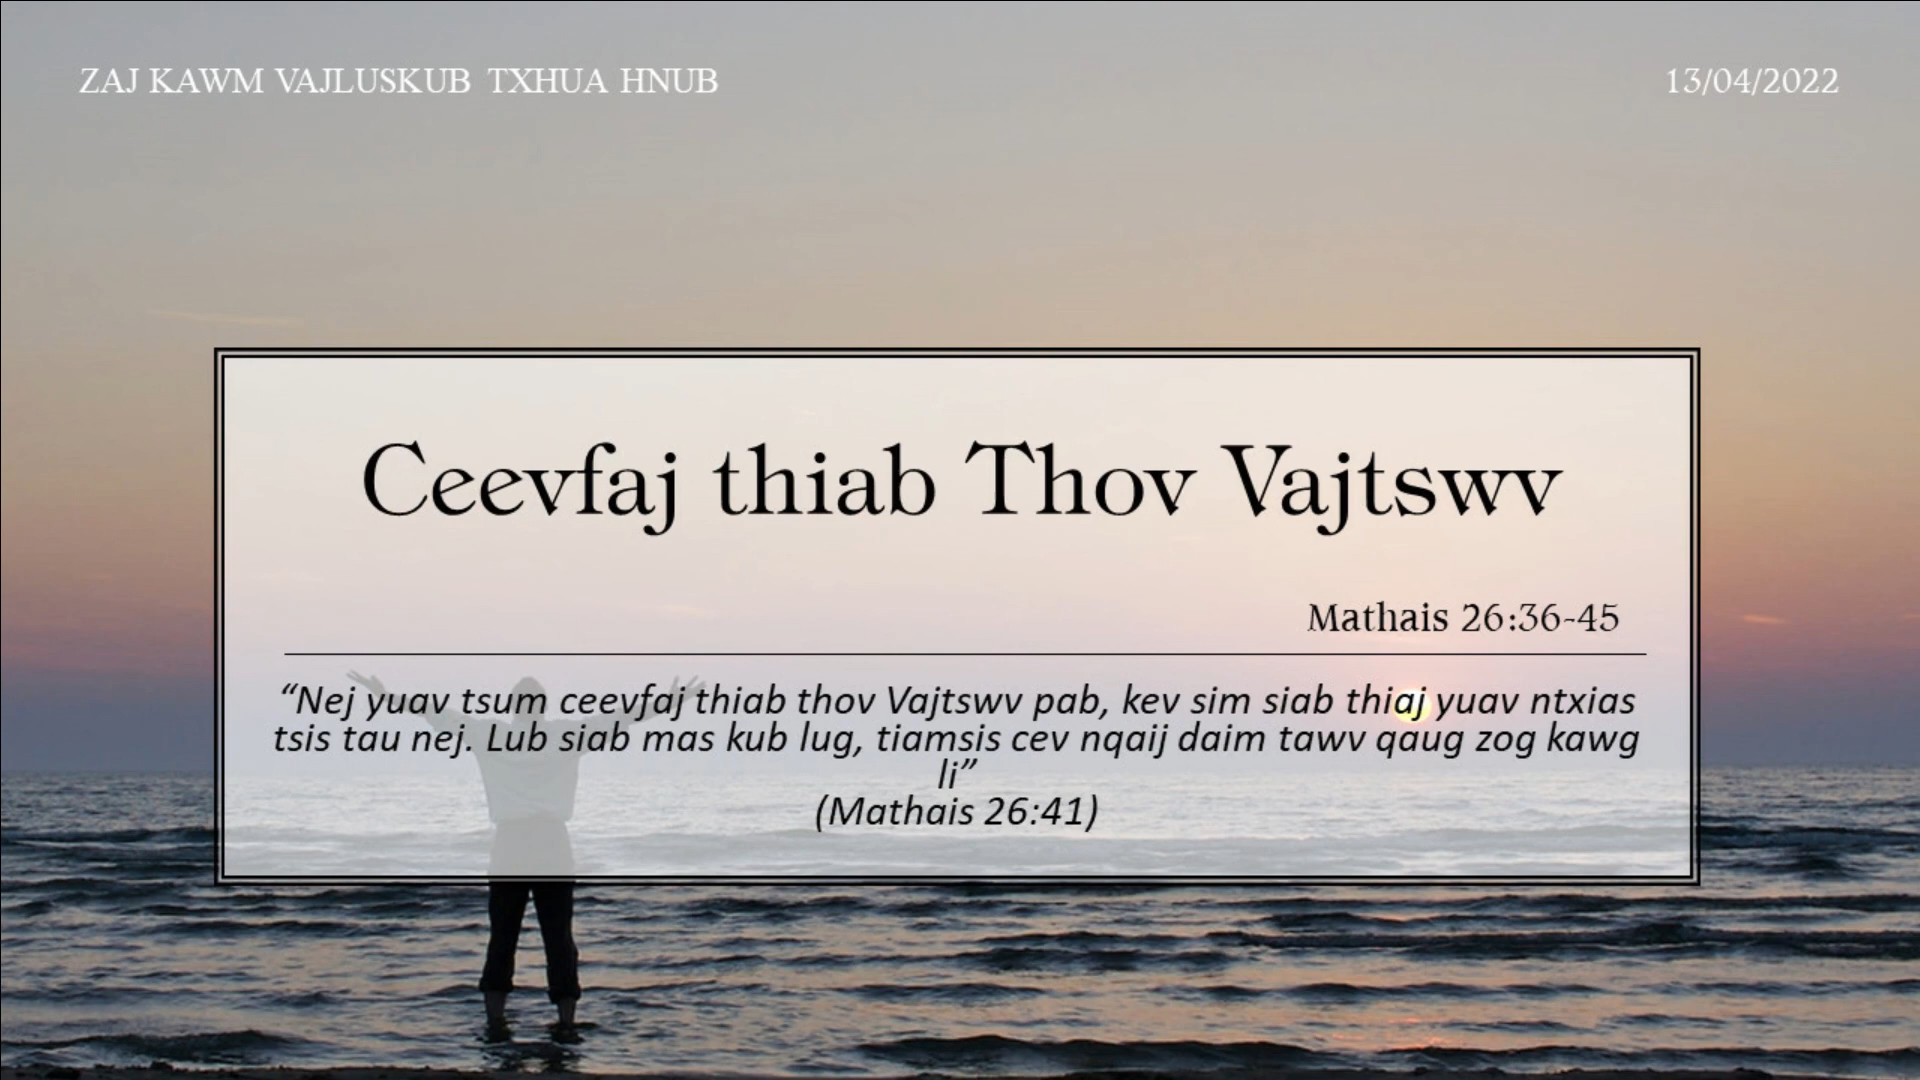 ZAJ KAWM VAJLUSKUB TXHUA HNUB
13/04/2022
Ceevfaj thiab Thov Vajtswv
Mathais 26:36-45
“Nej yuav tsum ceevfaj thiab thov Vajtswv pab, kev sim siab thiaj yuav ntxias
tsis tau nej. Lub siab mas kub lug, tiamsis cev nqaij daim tawv qaug zog kawg
li”
(Mathais 26:41)